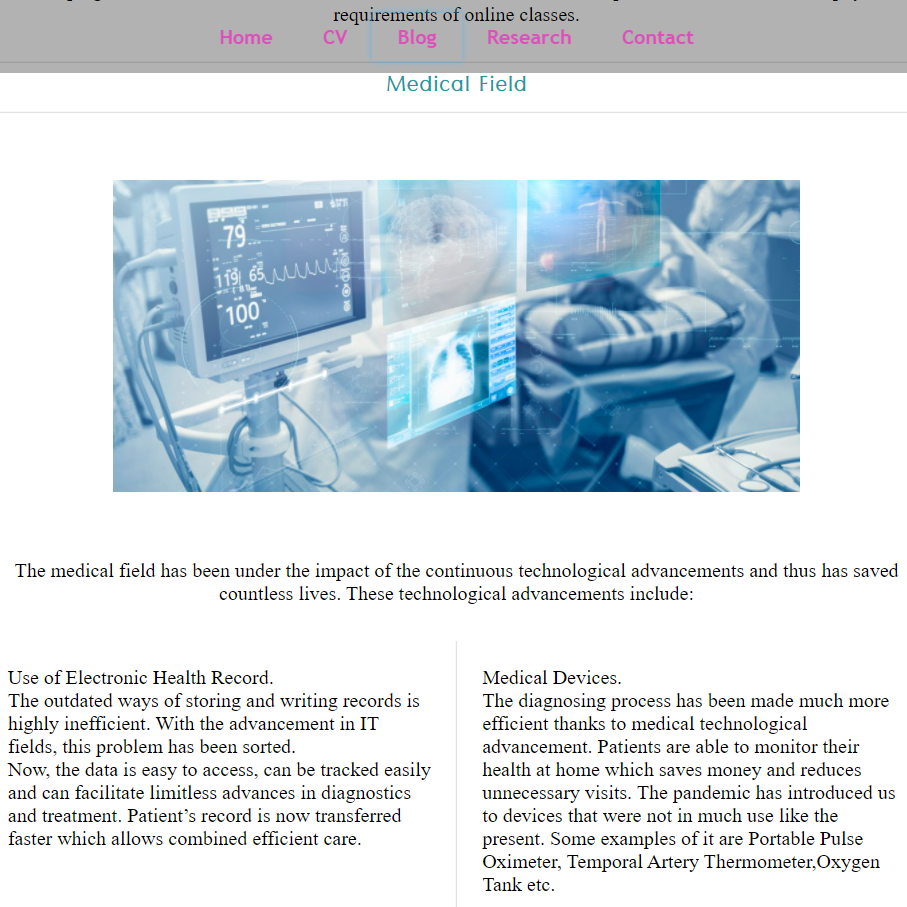 requirements of online classes.
Home CV Blog Research Contact
Medical Field
79
119 65
100
The medical field has been under the impact of the continuous technological advancements and thus has saved
countless lives. These technological advancements include:
Use of Electronic Health Record.
The outdated ways of storing and writing records is
highly inefficient. With the advancement in IT
fields, this problem has been sorted.
Now, the data is easy to access, can be tracked easily
and can facilitate limitless advances in diagnostics
and treatment. Patient’s record is now transferred
faster which allows combined efficient care.
Medical Devices.
The diagnosing process has been made much more
efficient thanks to medical technological
advancement. Patients are able to monitor their
health at home which saves money and reduces
unnecessary visits. The pandemic has introduced us
to devices that were not in much use like the
present. Some examples of it are Portable Pulse
Oximeter, Temporal Artery Thermometer,Oxygen
Tank etc.